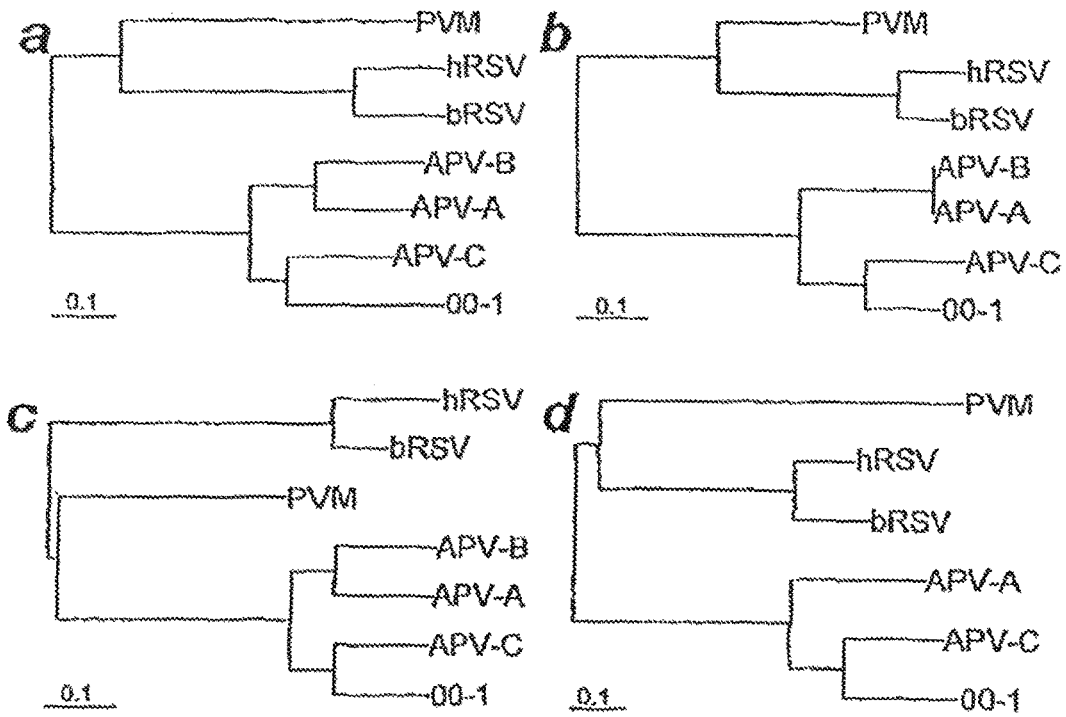 a
PVM
hRSV
bRSV
APV-B
APV-A
APV-C
00-1
0.1
b
PVM
hRSV
bRSV
APV-B
APV-A
APV-C
00-1
0.1
c
hRSV
bRSV
PVM
APV-B
APV-A
APV-C
00-1
0.1
d
PVM
hRSV
bRSV
APV-A
APV-C
00-1
0.1